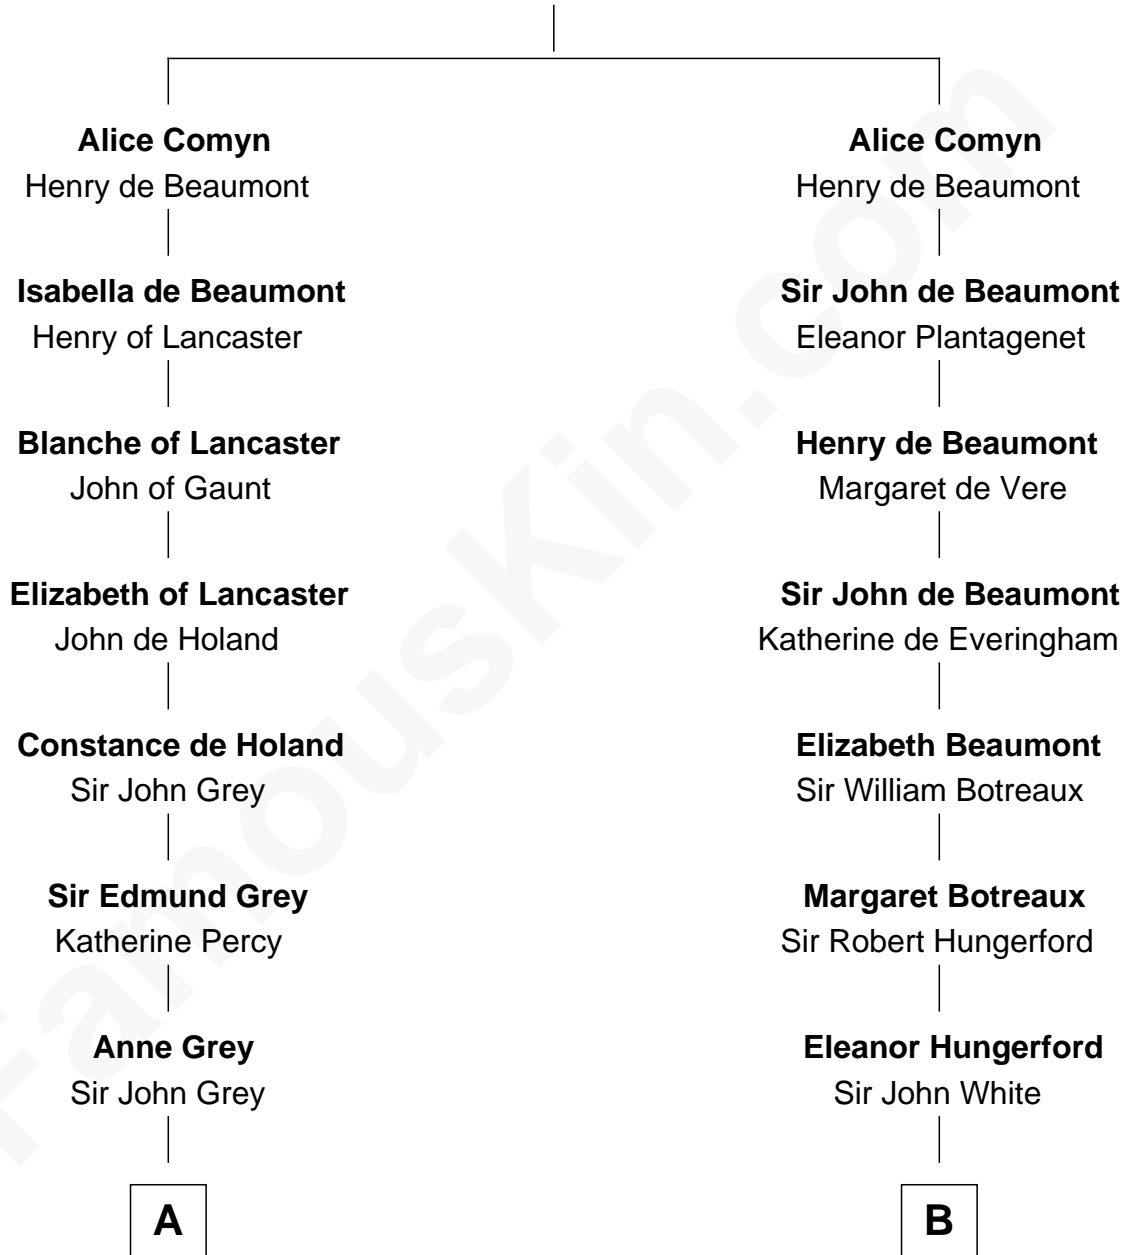 Alice Comyn
Henry de Beaumont
Isabella de Beaumont
Henry of Lancaster
Blanche of Lancaster
John of Gaunt
Elizabeth of Lancaster
John de Holand
Constance de Holand
Sir John Grey
Sir Edmund Grey
Katherine Percy
Anne Grey
Sir John Grey
A
Alice Comyn
Henry de Beaumont
Sir John de Beaumont
Eleanor Plantagenet
Henry de Beaumont
Margaret de Vere
Sir John de Beaumont
Katherine de Everingham
Elizabeth Beaumont
Sir William Botreaux
Margaret Botreaux
Sir Robert Hungerford
Eleanor Hungerford
Sir John White
B
FamousKin.com